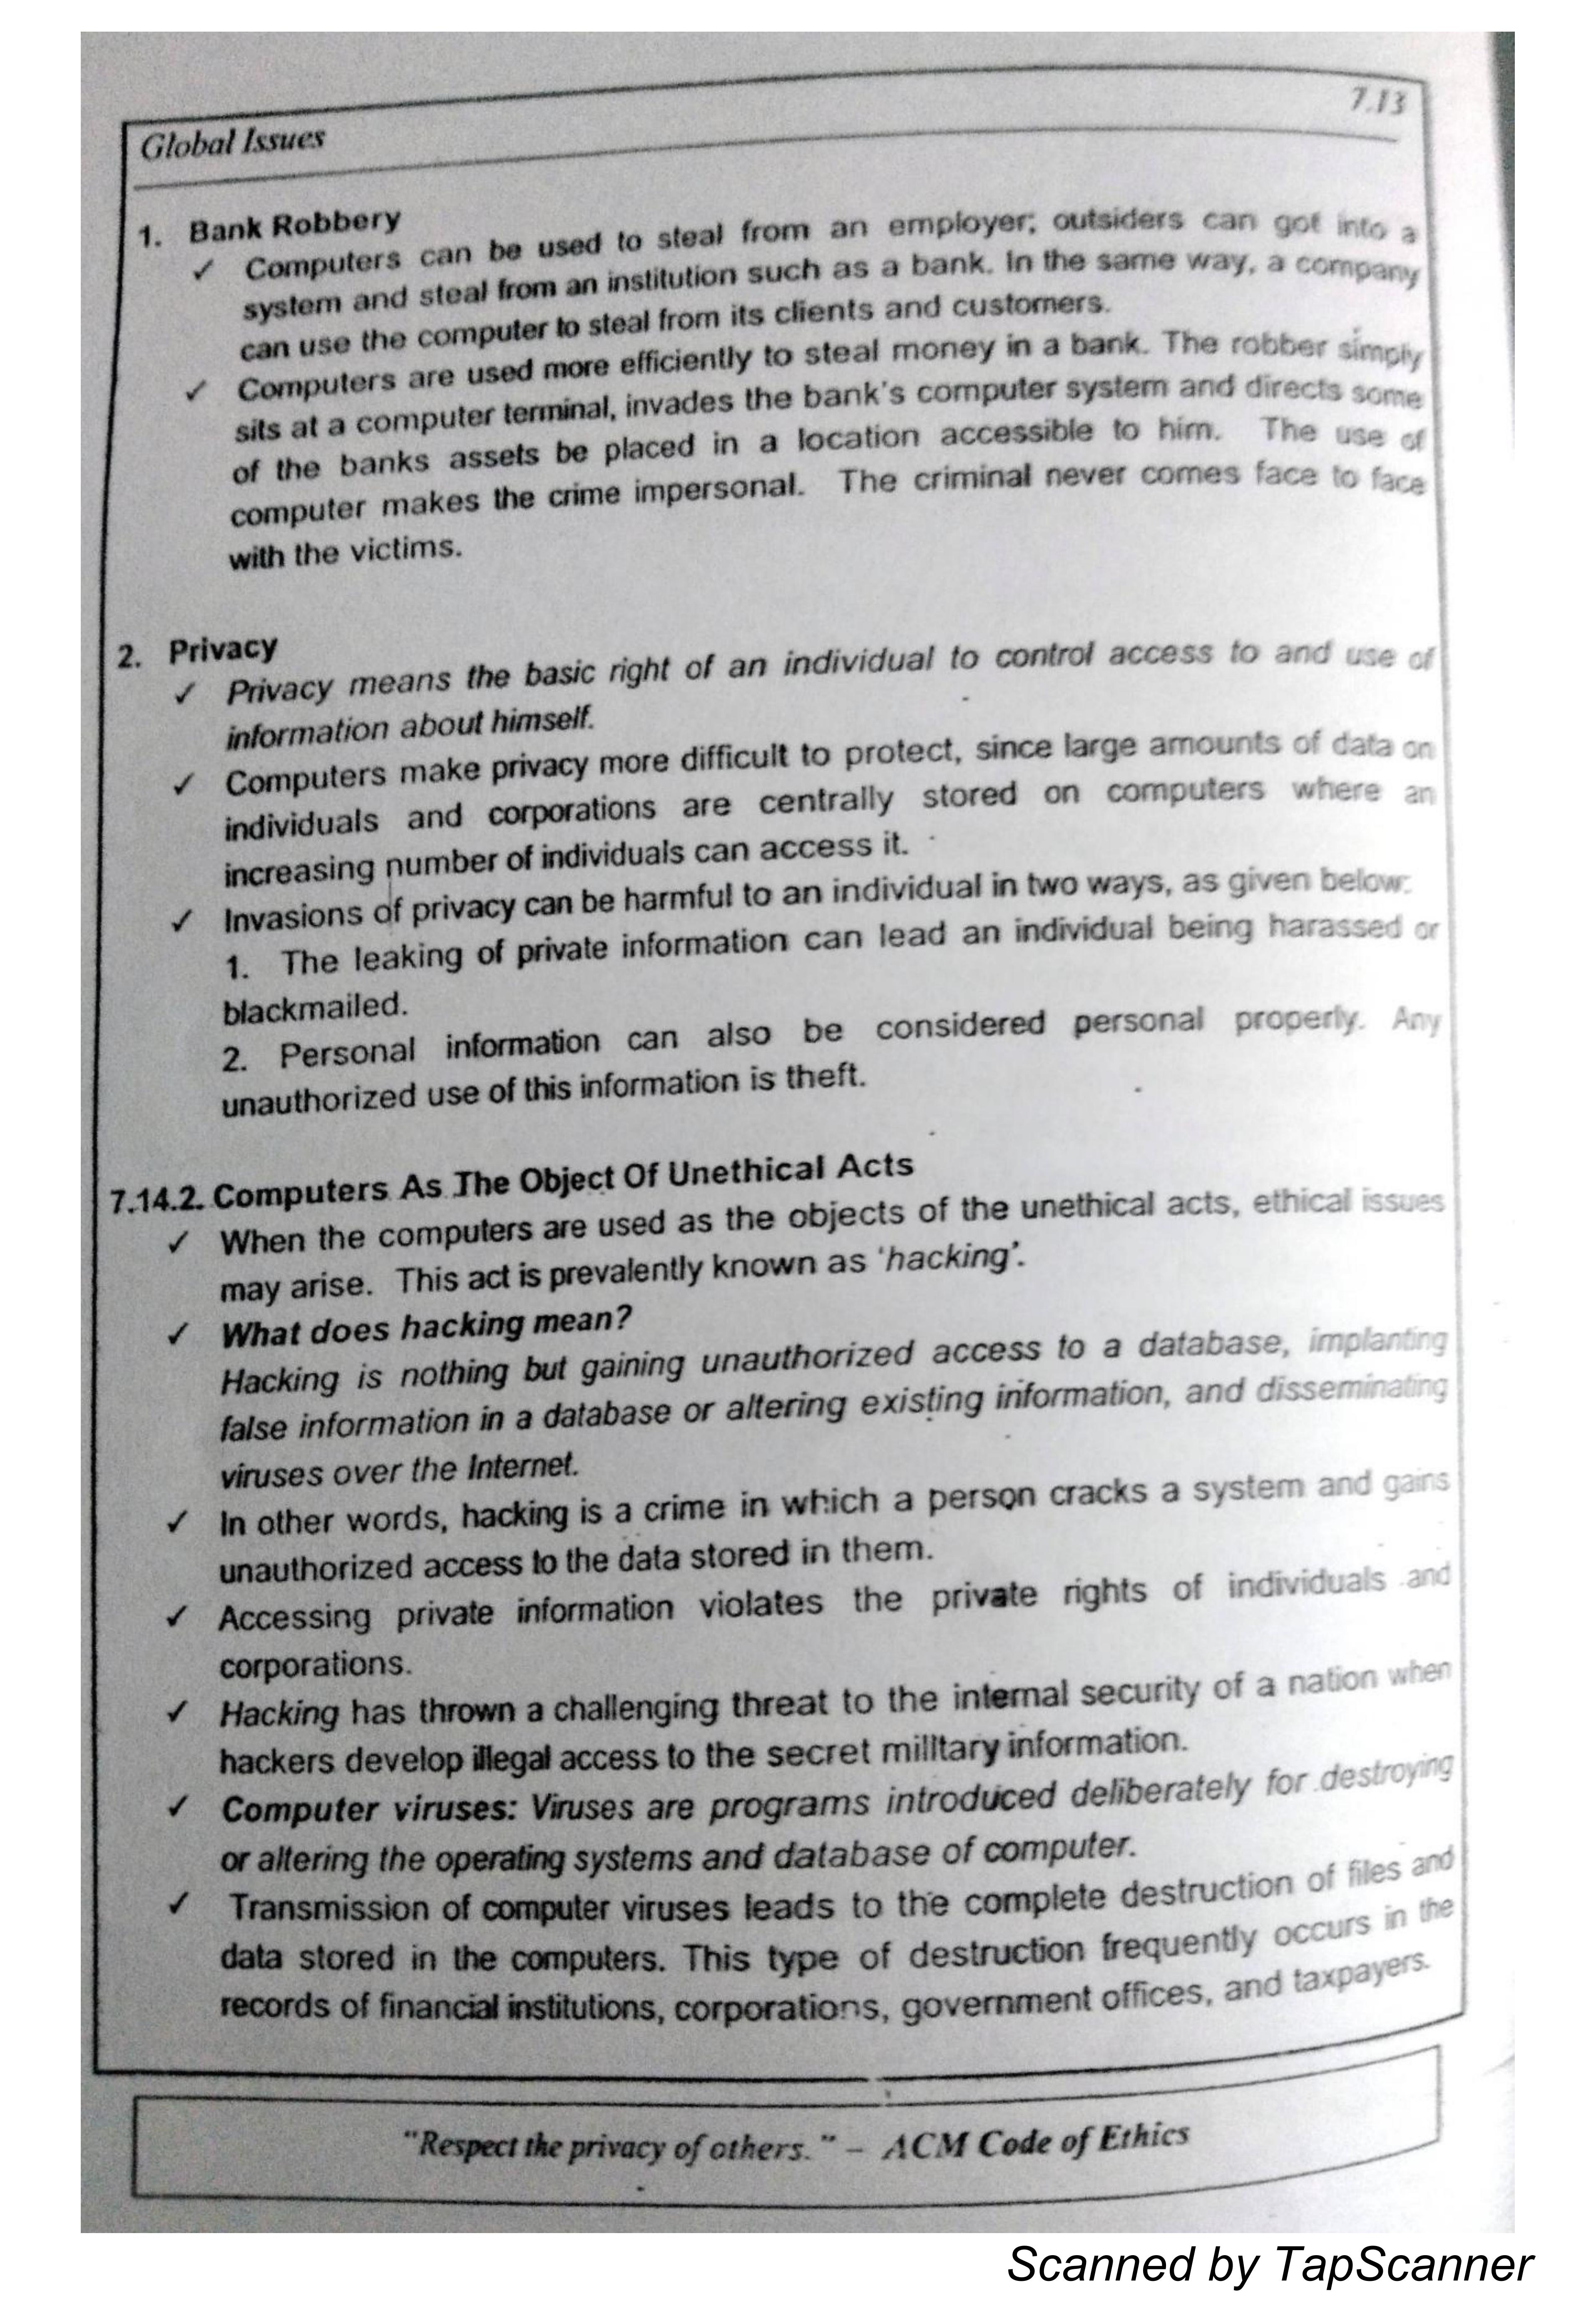 7.13
Global Issues
1. Bank Robbery
✓ Computers can be used to steal from an employer; outsiders can got into a
system and steal from an institution such as a bank. In the same way, a company
can use the computer to steal from its clients and customers.
✓ Computers are used more efficiently to steal money in a bank. The robber simply
sits at a computer terminal, invades the bank's computer system and directs some
of the banks assets be placed in a location accessible to him. The use of
computer makes the crime impersonal. The criminal never comes face to face
with the victims.
2. Privacy
✓ Privacy means the basic right of an individual to control access to and use of
information about himself.
✓ Computers make privacy more difficult to protect, since large amounts of data on
individuals and corporations are centrally stored on computers where an
increasing number of individuals can access it.
✓ Invasions of privacy can be harmful to an individual in two ways, as given below:
1. The leaking of private information can lead an individual being harassed or
blackmailed.
2. Personal information can also be considered personal properly. Any
unauthorized use of this information is theft.
7.14.2. Computers As The Object Of Unethical Acts
✓ When the computers are used as the objects of the unethical acts, ethical issues
may arise. This act is prevalently known as 'hacking'.
✓ What does hacking mean?
Hacking is nothing but gaining unauthorized access to a database, implanting
false information in a database or altering existing information, and disseminating
viruses over the Internet.
✓ In other words, hacking is a crime in which a person cracks a system and gains
unauthorized access to the data stored in them.
✓ Accessing private information violates the private rights of individuals and
corporations.
✓ Hacking has thrown a challenging threat to the internal security of a nation when
hackers develop illegal access to the secret military information.
✓ Computer viruses: Viruses are programs introduced deliberately for destroying
or altering the operating systems and database of computer.
✓ Transmission of computer viruses leads to the complete destruction of files and
data stored in the computers. This type of destruction frequently occurs in the
records of financial institutions, corporations, government offices, and taxpayers.
"Respect the privacy of others." – ACM Code of Ethics
Scanned by TapScanner